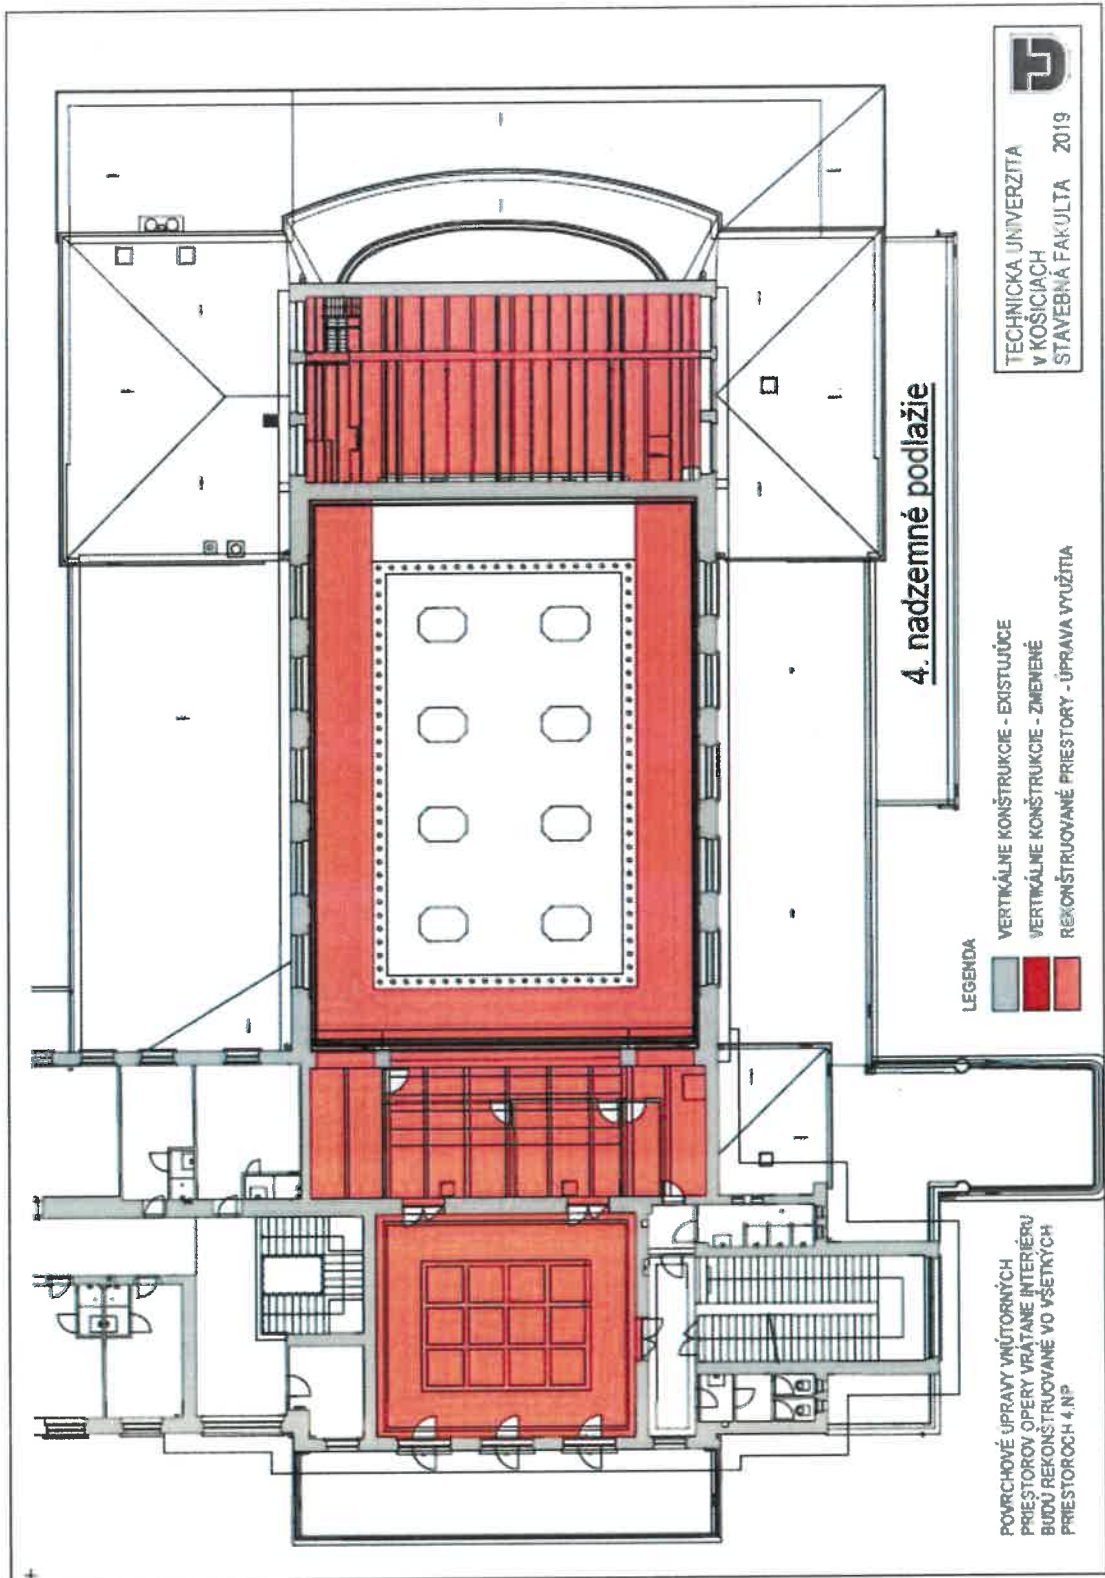 TECHNICKA UNIVERZITA
V KOŠICIACH
STAVEBNÁ FAKULTA 2019
4. nadzemné podlažie
LEGENDA
VERTIKÁLNE KONŠTRUKCIE - EXISTUJÚCE
VERTIKÁLNE KONŠTRUKCIE - ZMENENÉ
REKONŠTRUOVANÉ PRIESTORY - ÚPRAVA VYUŽITIA
POVRCHOVÉ ÚPRAVY VNÚTORNÝCH
PRIESTOROV OPERY VRÁTANE INTERIÉRU
BUDÚ REKONŠTRUOVANÉ VO VŠETKÝCH
PRIESTOROCH 4.NP